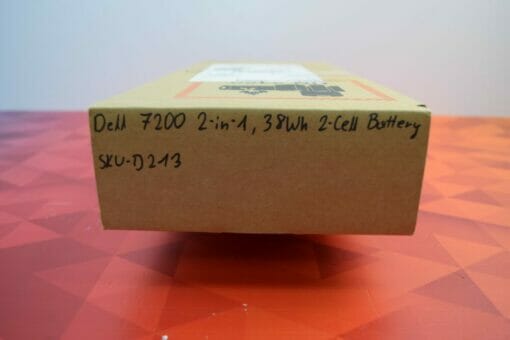 Dell 7200 2-in-1, 38Wh 2-Cell Battery
SKU-D213